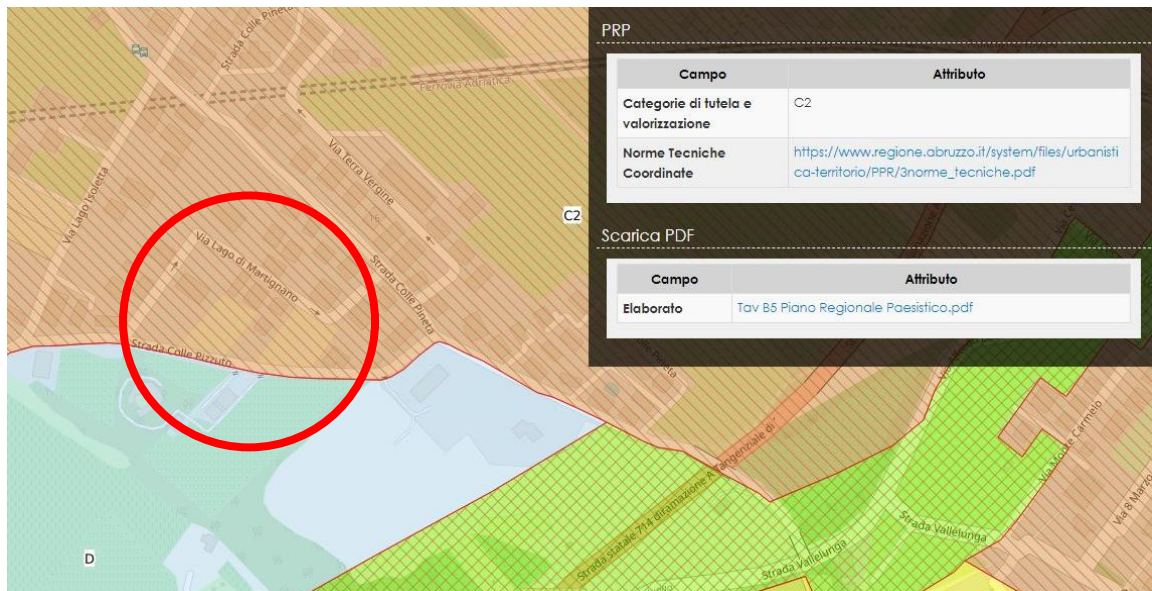 PRP
Campo Attributo
Categorie di tutela e C2
valorizzazione
Norme Tecniche https://www.regione.abruzzo.it/system/files/urbanisti
Coordinate ca-territorio/PPR/3norme_tecniche.pdf
Scarica PDF
Campo Attributo
Elaborato Tav B5 Piano Regionale Paesistico.pdf
Strada Colle Pineta
Ferrovia Adriatica
Via Terra Vergine
Via Lago Isoletta
16
C2
Via Lago di Martignano
Strada Colle Pineta
Strada Colle Pizzuto
Colle Pineta
Via Monte Carmelo
Via 8 Marzo
Strada statale 714 diramazione A Tangenziale di
Strada Vallelunga
Strada Vallelunga
D